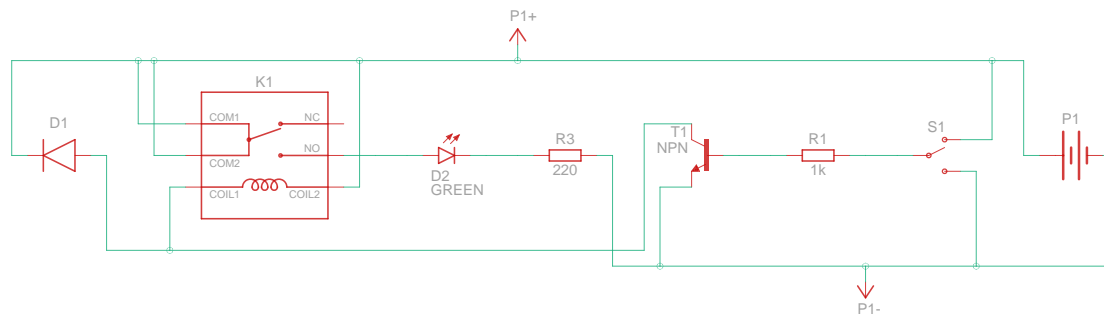 P1+
K1
D1
COM1
NC
COM2
NO
COIL1
COIL2
D2
GREEN
R3
220
T1
NPN
R1
1k
S1
P1
P1-